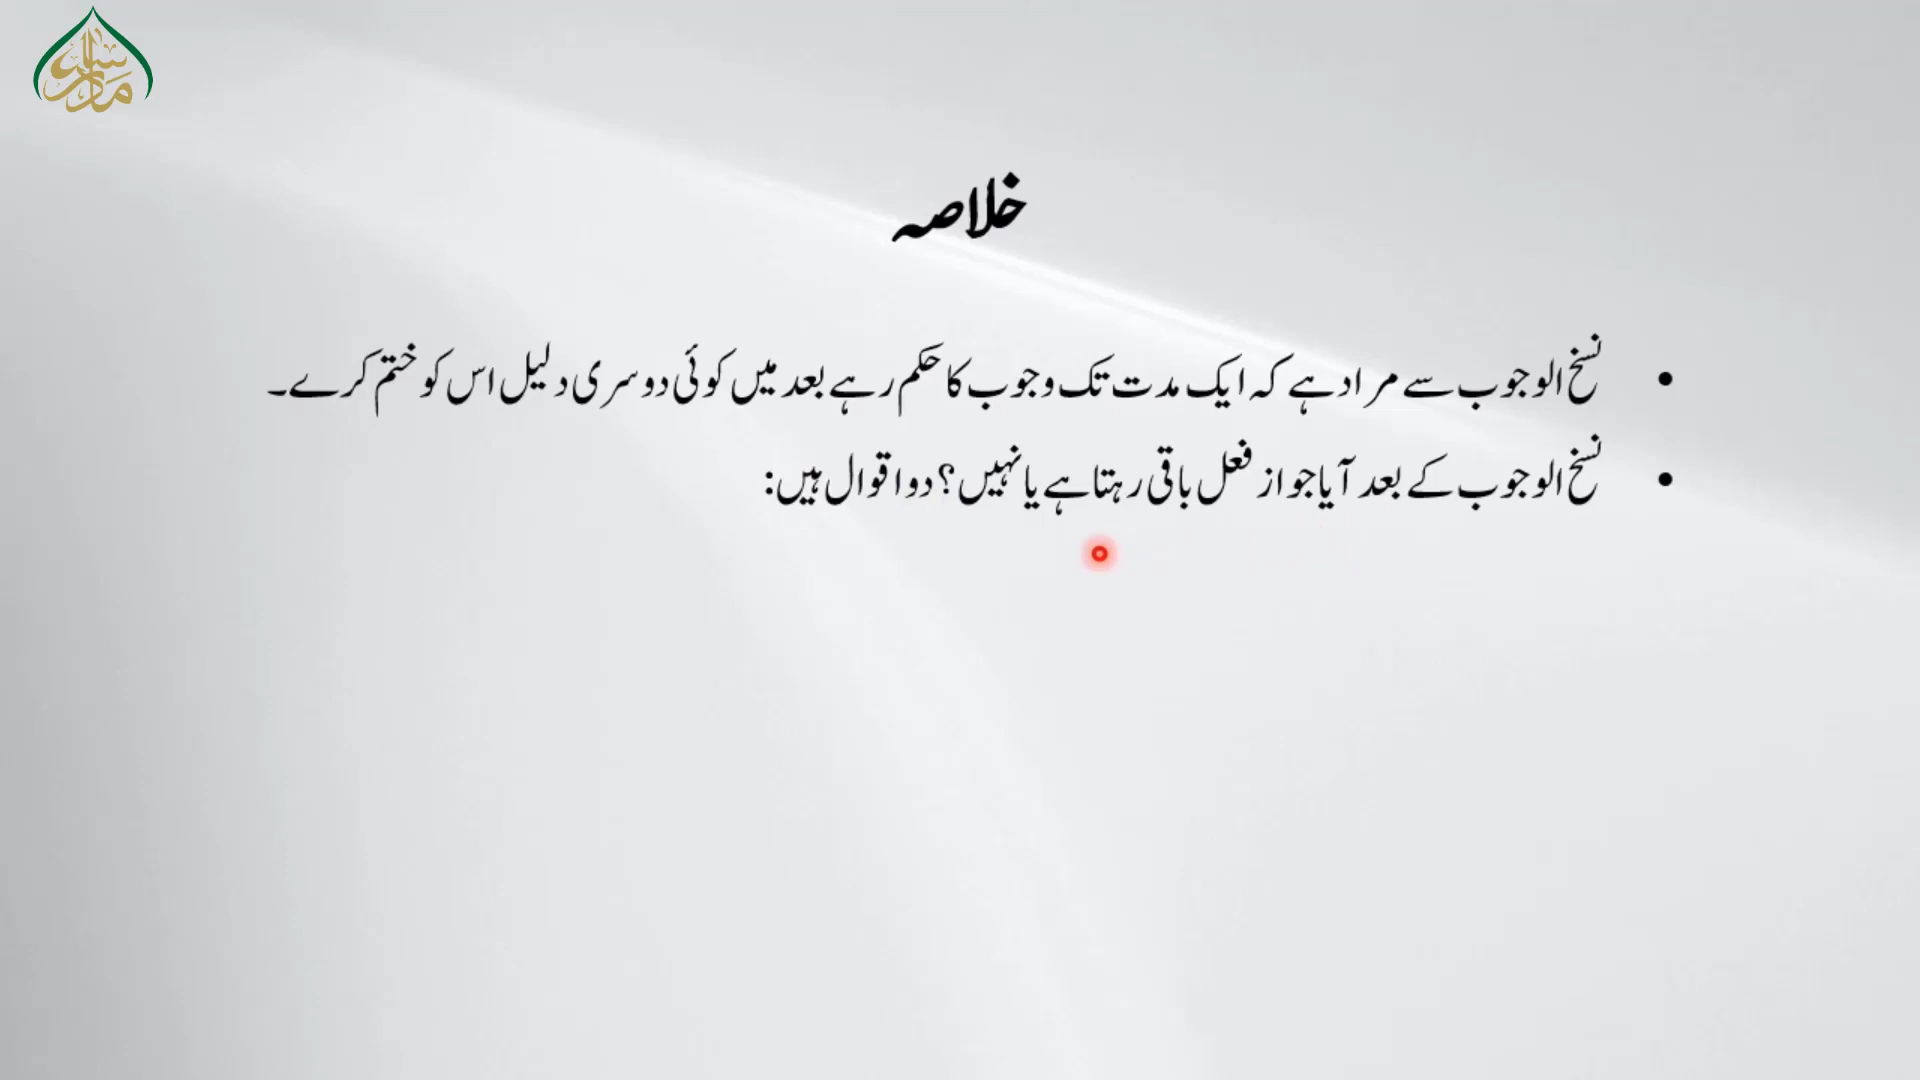 خلاصہ
نسخ الوجوب سے مراد ہے کہ ایک مدت تک وجوب کا حکم رہے بعد میں کوئی دوسری دلیل اس کو ختم کرے۔
نسخ الوجوب کے بعد آیا جواز فعل باقی رہتا ہے یا نہیں؟ دو اقوال ہیں: